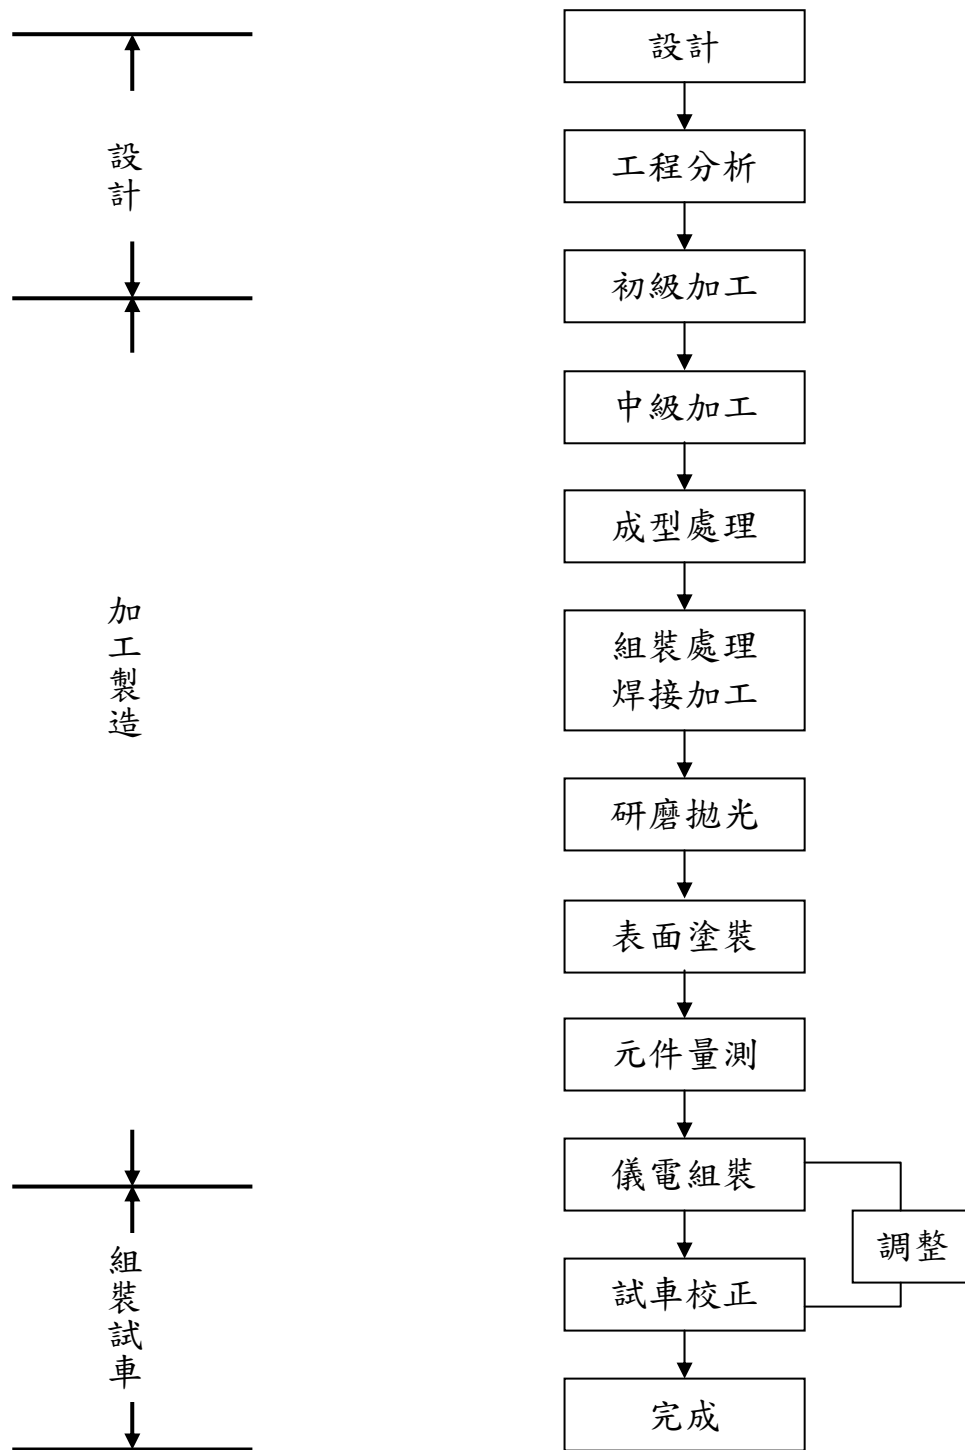 設計
工程分析
初級加工
中級加工
成型處理
組裝處理
焊接加工
研磨拋光
表面塗裝
元件量測
儀電組裝
調整
試車校正
完成
設計
加工製造
組裝試車